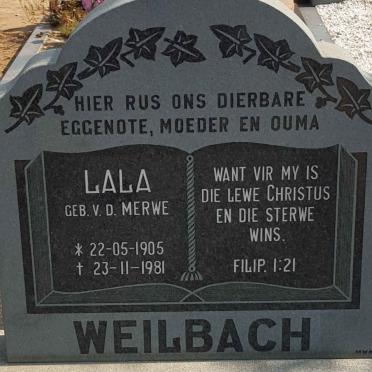 HIER RUS ONS DIERBARE
EGGENOTE, MOEDER EN OUMA
LALA
GEB. V. D. MERWE
* 22-05-1905
† 23-11-1981
WANT VIR MY IS
DIE LEWE CHRISTUS
EN DIE STERWE
WINS.
FILIP. 1:21
WEILBACH